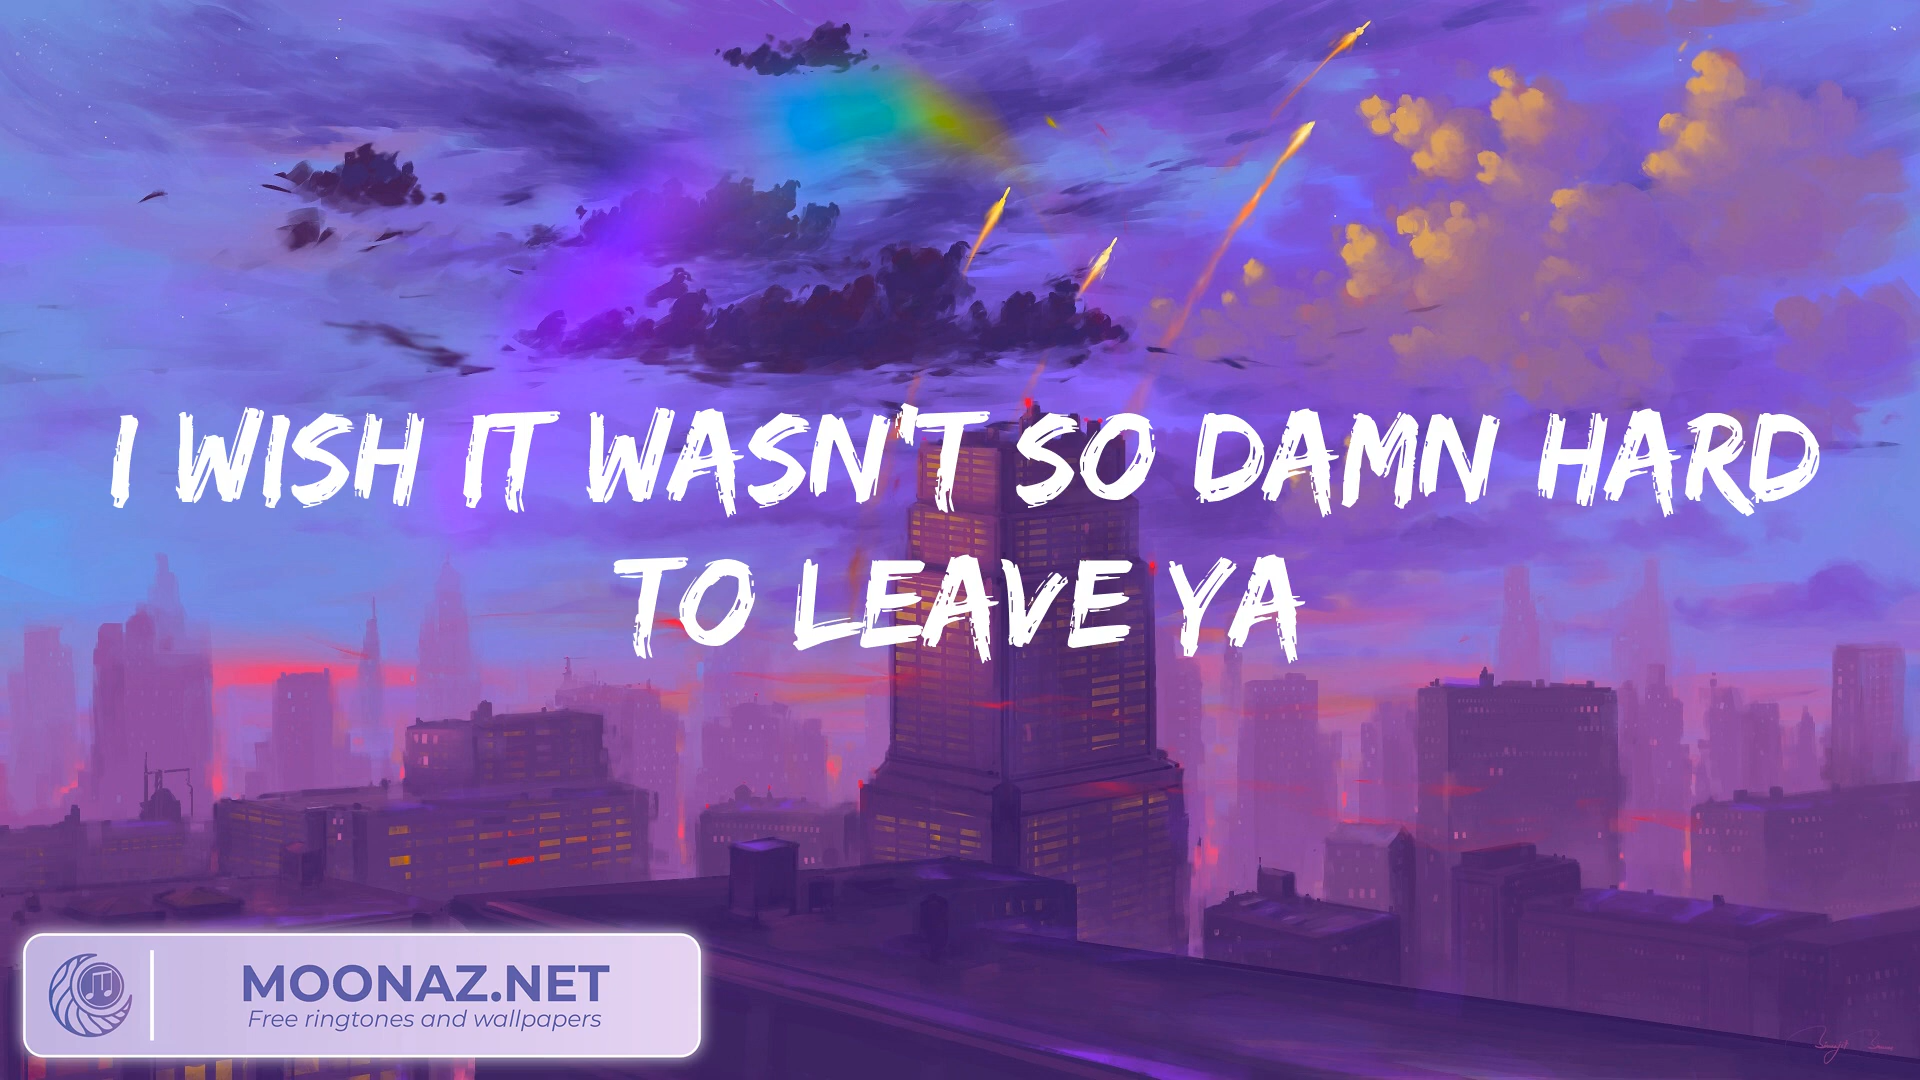 I WISH IT WASN'T SO DAMN HARD
TO LEAVE YA
MOONAZ.NET
Free ringtones and wallpapers